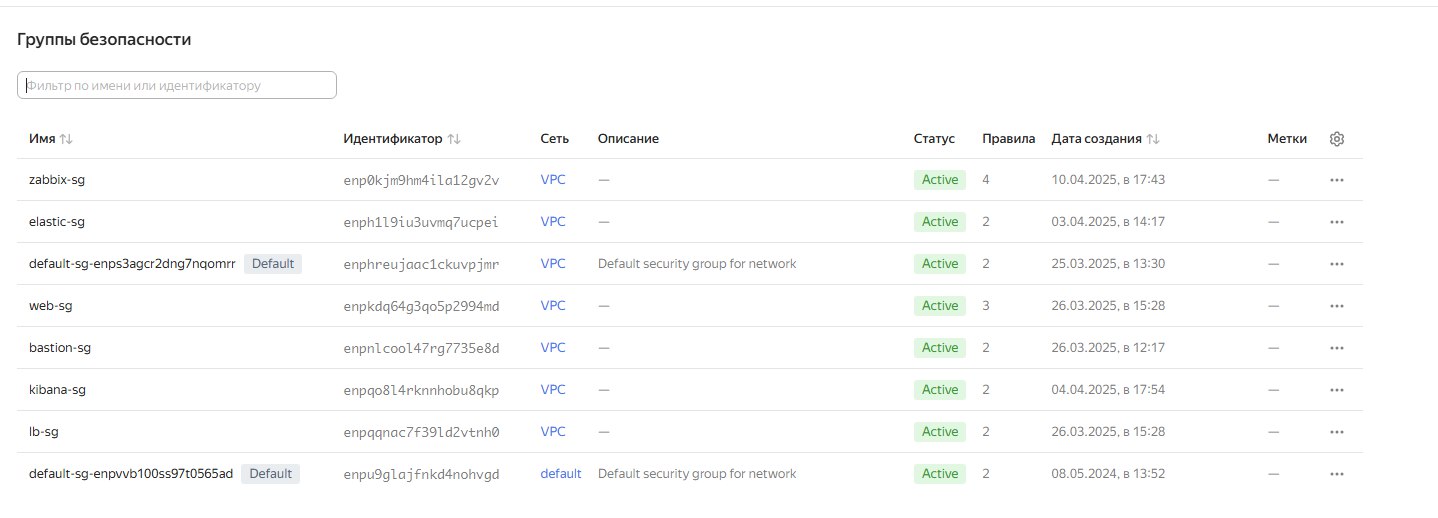 Группы безопасности
Фильтр по имени или идентификатору
Имя Идентификатор Сеть Описание Статус Правила Дата создания Метки
zabbix-sg enp0kjm9hm4ila12gv2v VPC — Active 4 10.04.2025, в 17:43 — ...
elastic-sg enph1l9iu3uvmq7ucpei VPC — Active 2 03.04.2025, в 14:17 — ...
default-sg-enps3agcr2dng7nqomrr Default enphreujaac1ckuvpjmr VPC Default security group for network Active 2 25.03.2025, в 13:30 — ...
web-sg enpkdq64g3qo5p2994md VPC — Active 3 26.03.2025, в 15:28 — ...
bastion-sg enpnlcool47rg7735e8d VPC — Active 2 26.03.2025, в 12:17 — ...
kibana-sg enpqo8l4rknnhobu8qkp VPC — Active 2 04.04.2025, в 17:54 — ...
lb-sg enpqqnac7f39ld2vtnh0 VPC — Active 2 26.03.2025, в 15:28 — ...
default-sg-enpvvb100ss97t0565ad Default enpu9glajfnkd4nohvgd default Default security group for network Active 2 08.05.2024, в 13:52 — ...